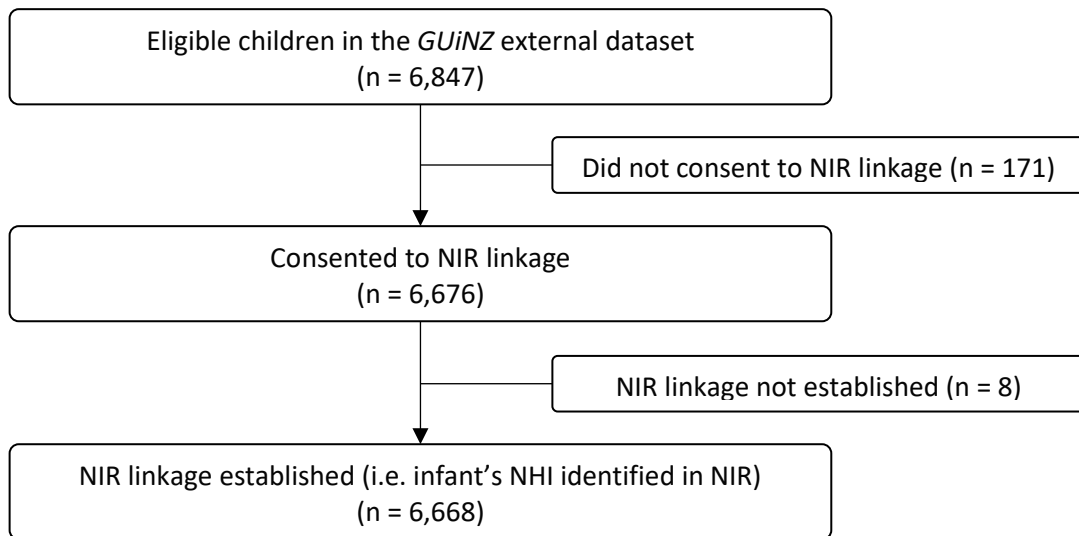 Eligible children in the GUiNZ external dataset
(n = 6,847)
Did not consent to NIR linkage (n = 171)
Consented to NIR linkage
(n = 6,676)
NIR linkage not established (n = 8)
NIR linkage established (i.e. infant’s NHI identified in NIR)
(n = 6,668)